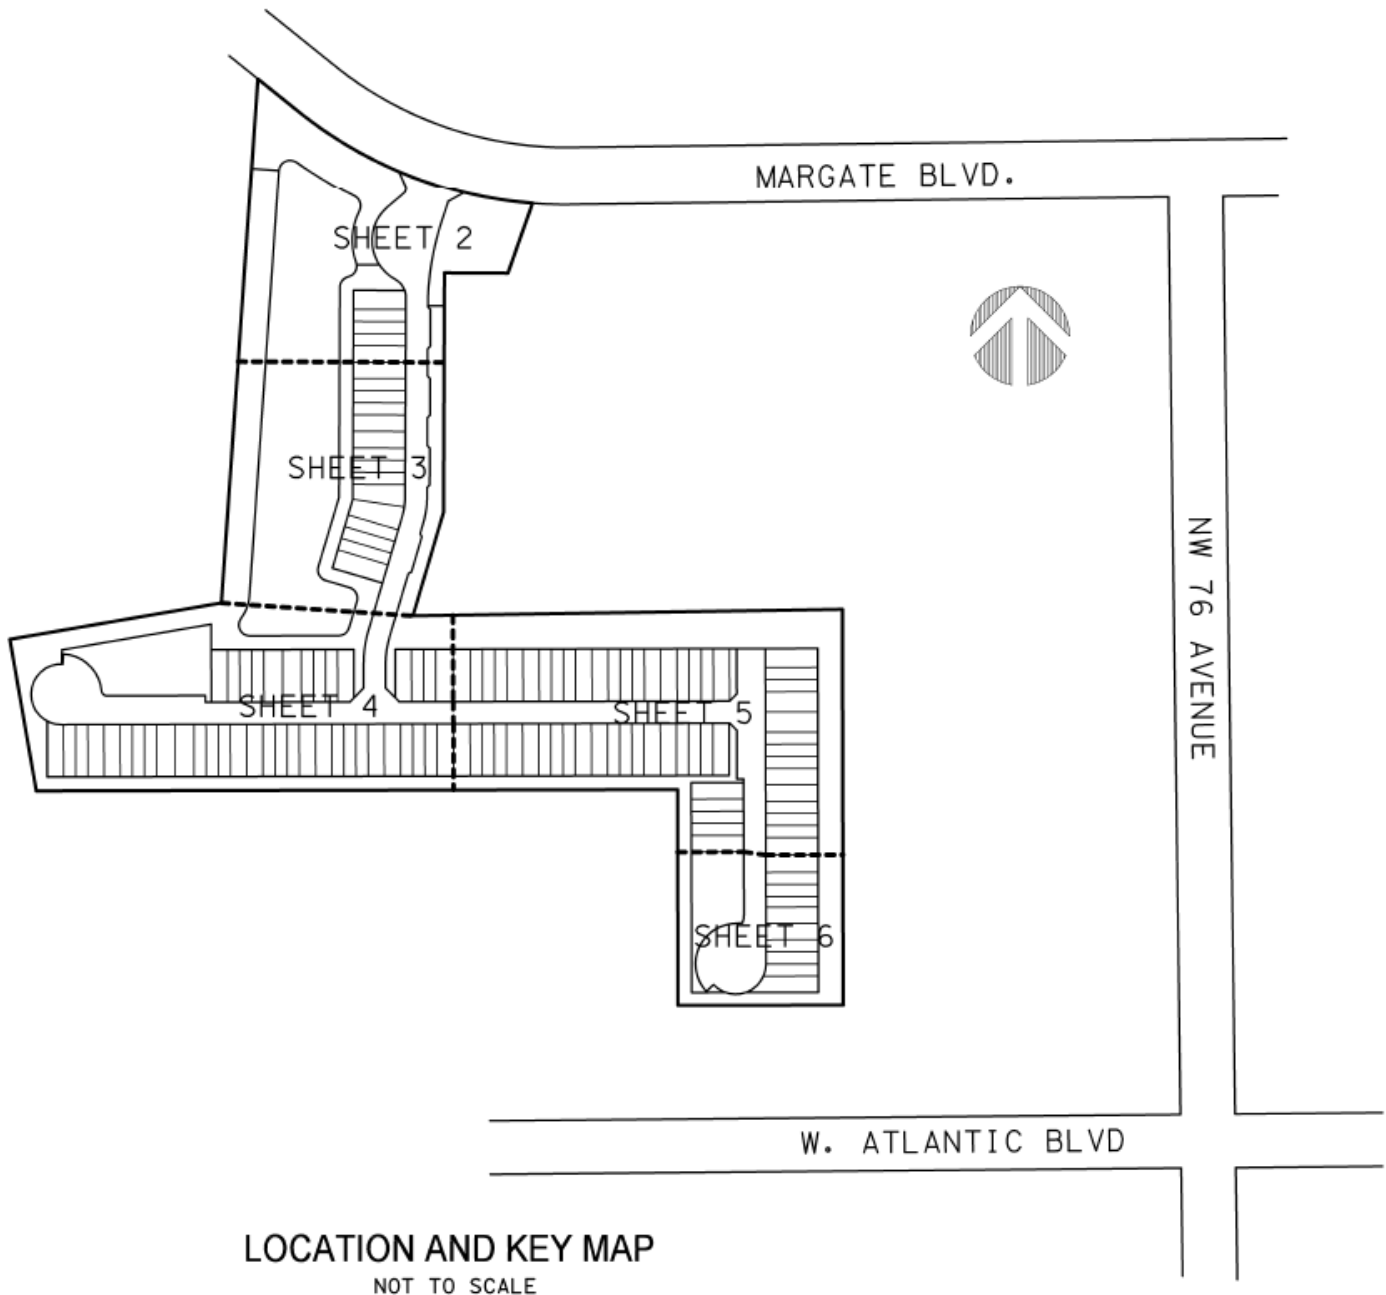 MARGATE BLVD.
SHEET 2
SHEET 3
NW 76 AVENUE
SHEET 4
SHEET 5
SHEET 6
W. ATLANTIC BLVD
LOCATION AND KEY MAP
NOT TO SCALE